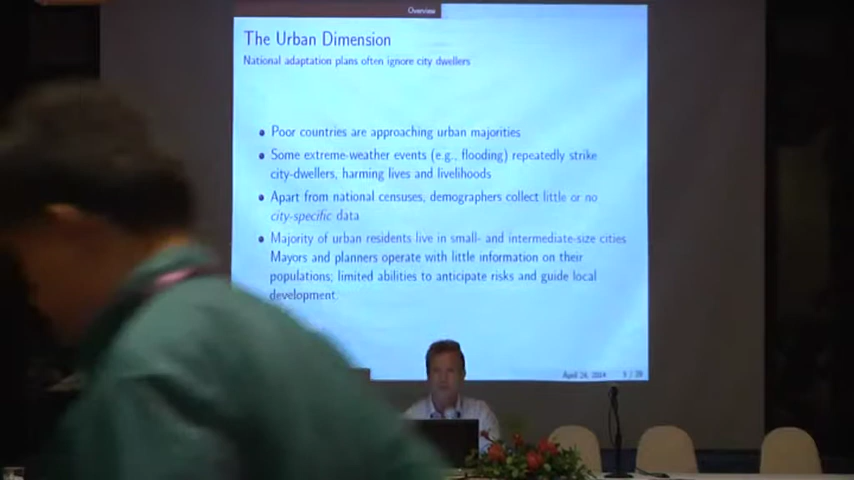 Overview
The Urban Dimension
National adaptation plans often ignore city dwellers
• Poor countries are approaching urban majorities
• Some extreme-weather events (e.g., flooding) repeatedly strike
city-dwellers, harming lives and livelihoods
• Apart from national censuses, demographers collect little or no
city-specific data
• Majority of urban residents live in small- and intermediate-size cities
Mayors and planners operate with little information on their
populations; limited abilities to anticipate risks and guide local
development.
April 24, 2014